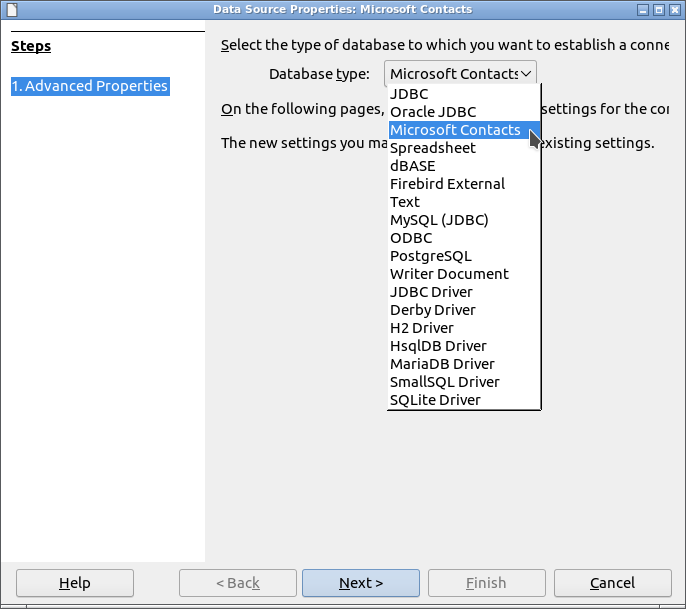 Data Source Properties: Microsoft Contacts
Steps
1. Advanced Properties
Select the type of database to which you want to establish a conne
Database type: Microsoft Contacts
On the following pages, settings for the cor
The new settings you ma existing settings.
JDBC
Oracle JDBC
Microsoft Contacts
Spreadsheet
dBASE
Firebird External
Text
MySQL (JDBC)
ODBC
PostgreSQL
Writer Document
JDBC Driver
Derby Driver
H2 Driver
HsqlDB Driver
MariaDB Driver
SmallSQL Driver
SQLite Driver
Help
< Back
Next >
Finish
Cancel